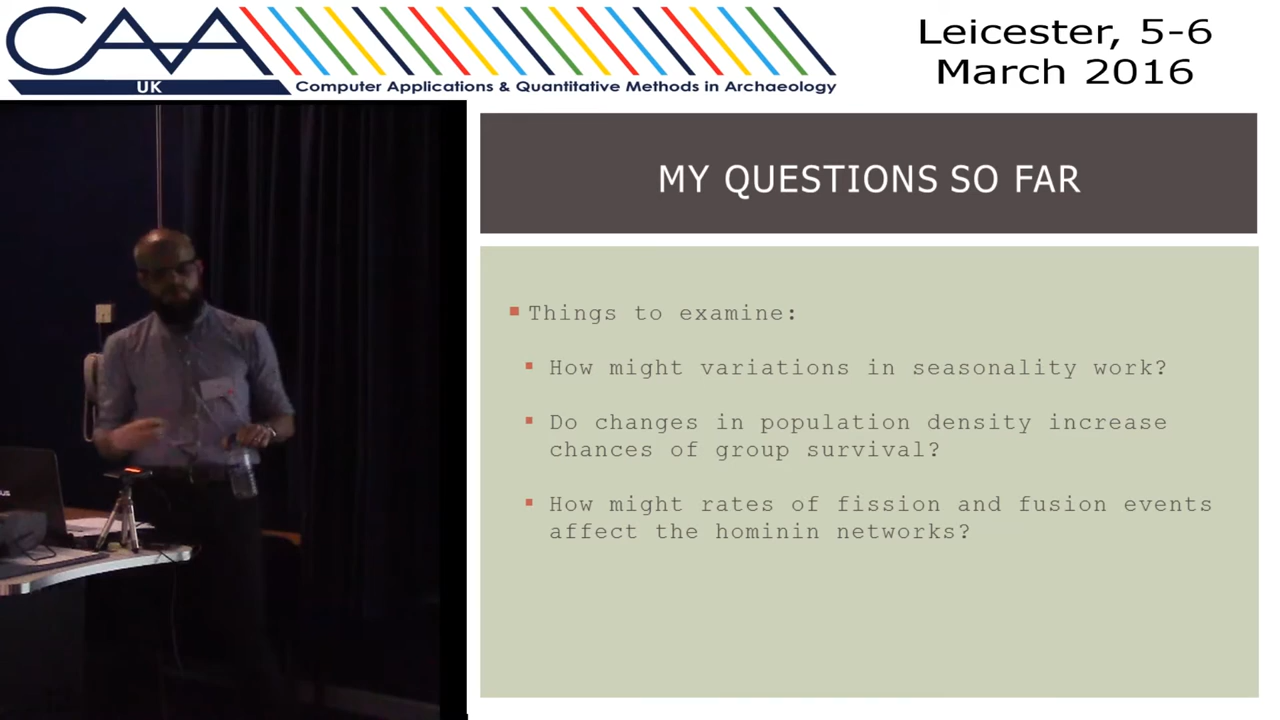 CAA
UK
Computer Applications & Quantitative Methods in Archaeology
Leicester, 5-6
March 2016
MY QUESTIONS SO FAR
Things to examine:
How might variations in seasonality work?
Do changes in population density increase
chances of group survival?
How might rates of fission and fusion events
affect the hominin networks?